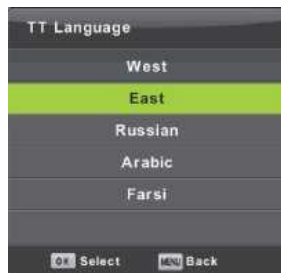 TT Language
West
East
Russian
Arabic
Farsi
OK Select MENU Back